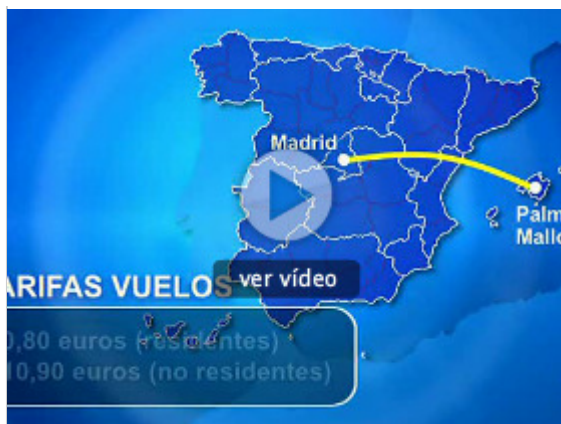 Madrid
Palm
Mallo
ver vídeo
ARIFAS VUELOS
0,80 euros (residentes)
10,90 euros (no residentes)